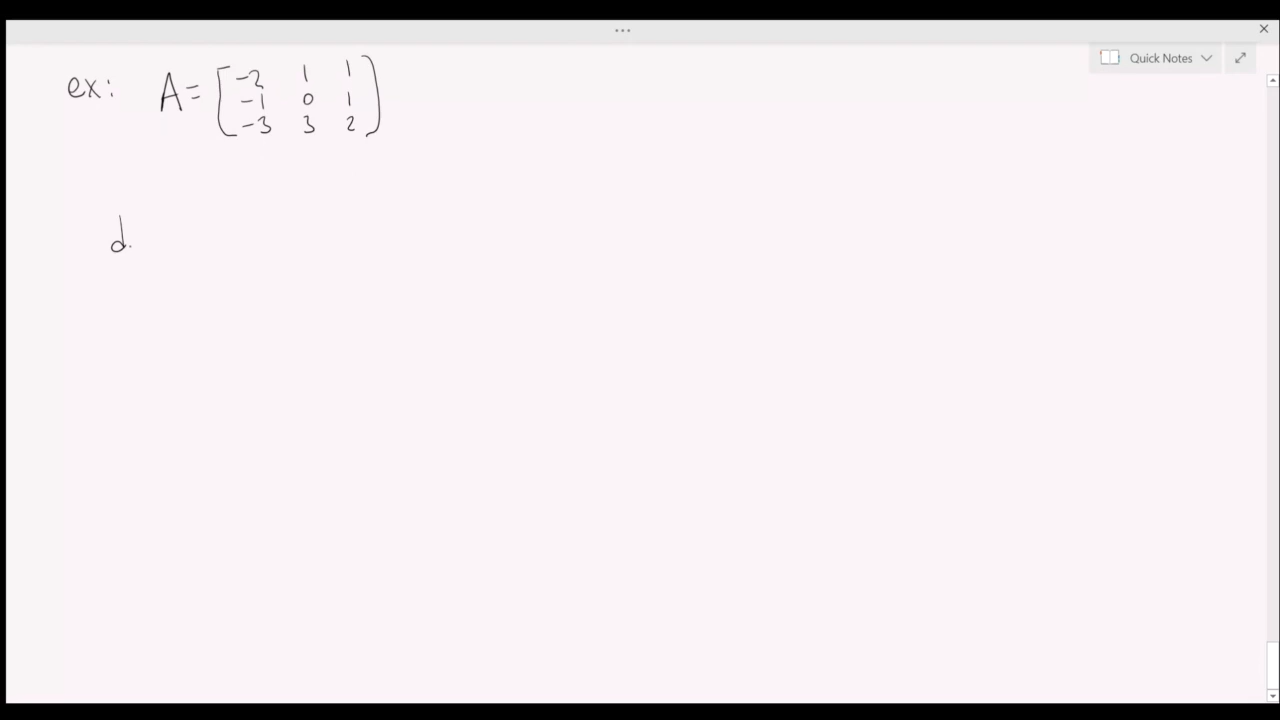 ...
Quick Notes
ex: A = [ -2 1 1
-1 0 1
-3 3 2 ]
d